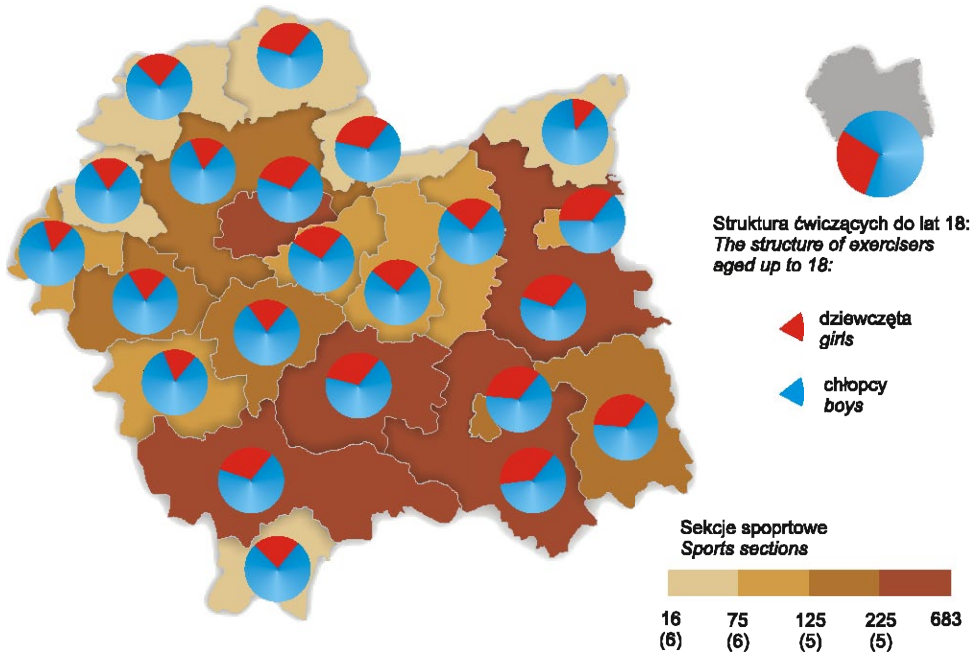 Struktura ćwiczących do lat 18:
The structure of exercisers
aged up to 18:
dziewczęta
girls
chłopcy
boys
Sekcje spoprtowe
Sports sections
16 75 125 225 683
(6) (6) (5) (5)